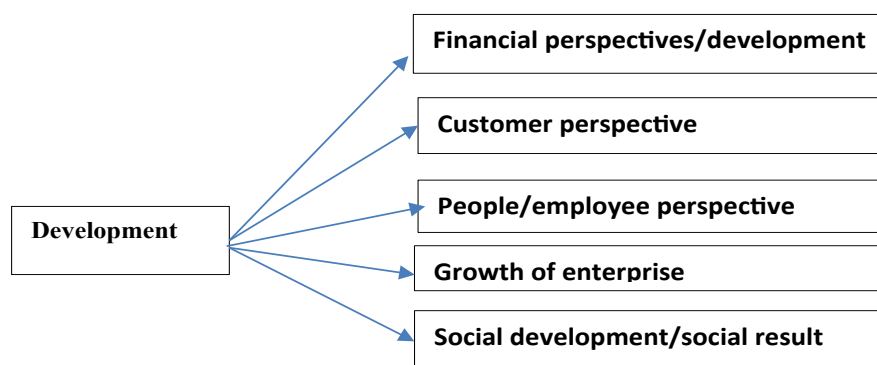 Financial perspectives/development
Customer perspective
People/employee perspective
Development
Growth of enterprise
Social development/social result